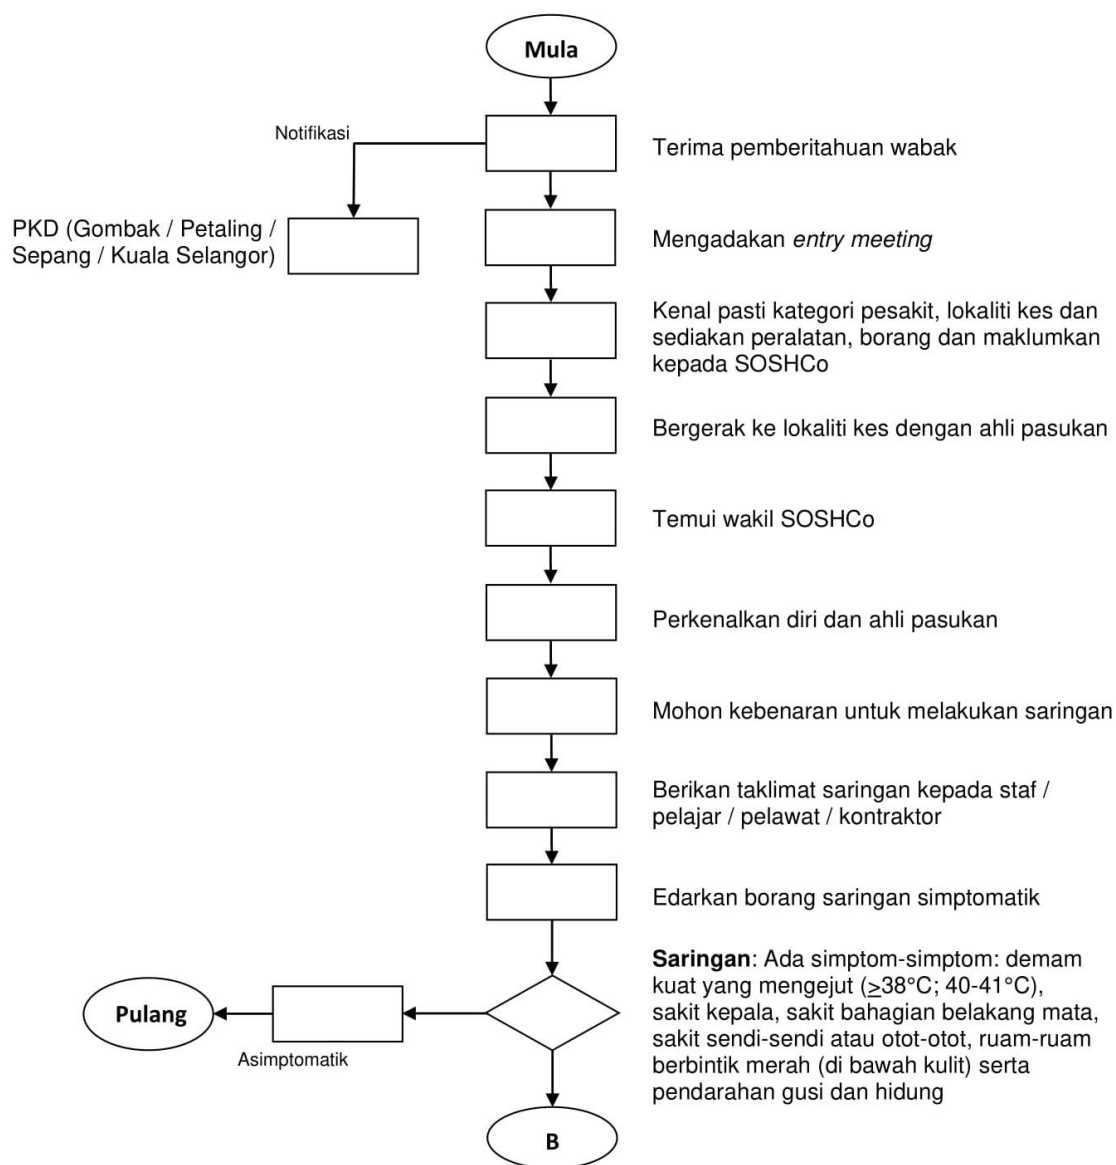 Mula
Notifikasi
Terima pemberitahuan wabak
PKD (Gombak / Petaling /
Sepang / Kuala Selangor)
Mengadakan entry meeting
Kenal pasti kategori pesakit, lokaliti kes dan
sediakan peralatan, borang dan maklumkan
kepada SOSHCo
Bergerak ke lokaliti kes dengan ahli pasukan
Temui wakil SOSHCo
Perkenalkan diri dan ahli pasukan
Mohon kebenaran untuk melakukan saringan
Berikan taklimat saringan kepada staf /
pelajar / pelawat / kontraktor
Edarkan borang saringan simptomatik
Saringan: Ada simptom-simptom: demam
kuat yang mengejut (≥38°C; 40-41°C),
sakit kepala, sakit bahagian belakang mata,
sakit sendi-sendi atau otot-otot, ruam-ruam
berbintik merah (di bawah kulit) serta
pendarahan gusi dan hidung
Pulang
Asimptomatik
B